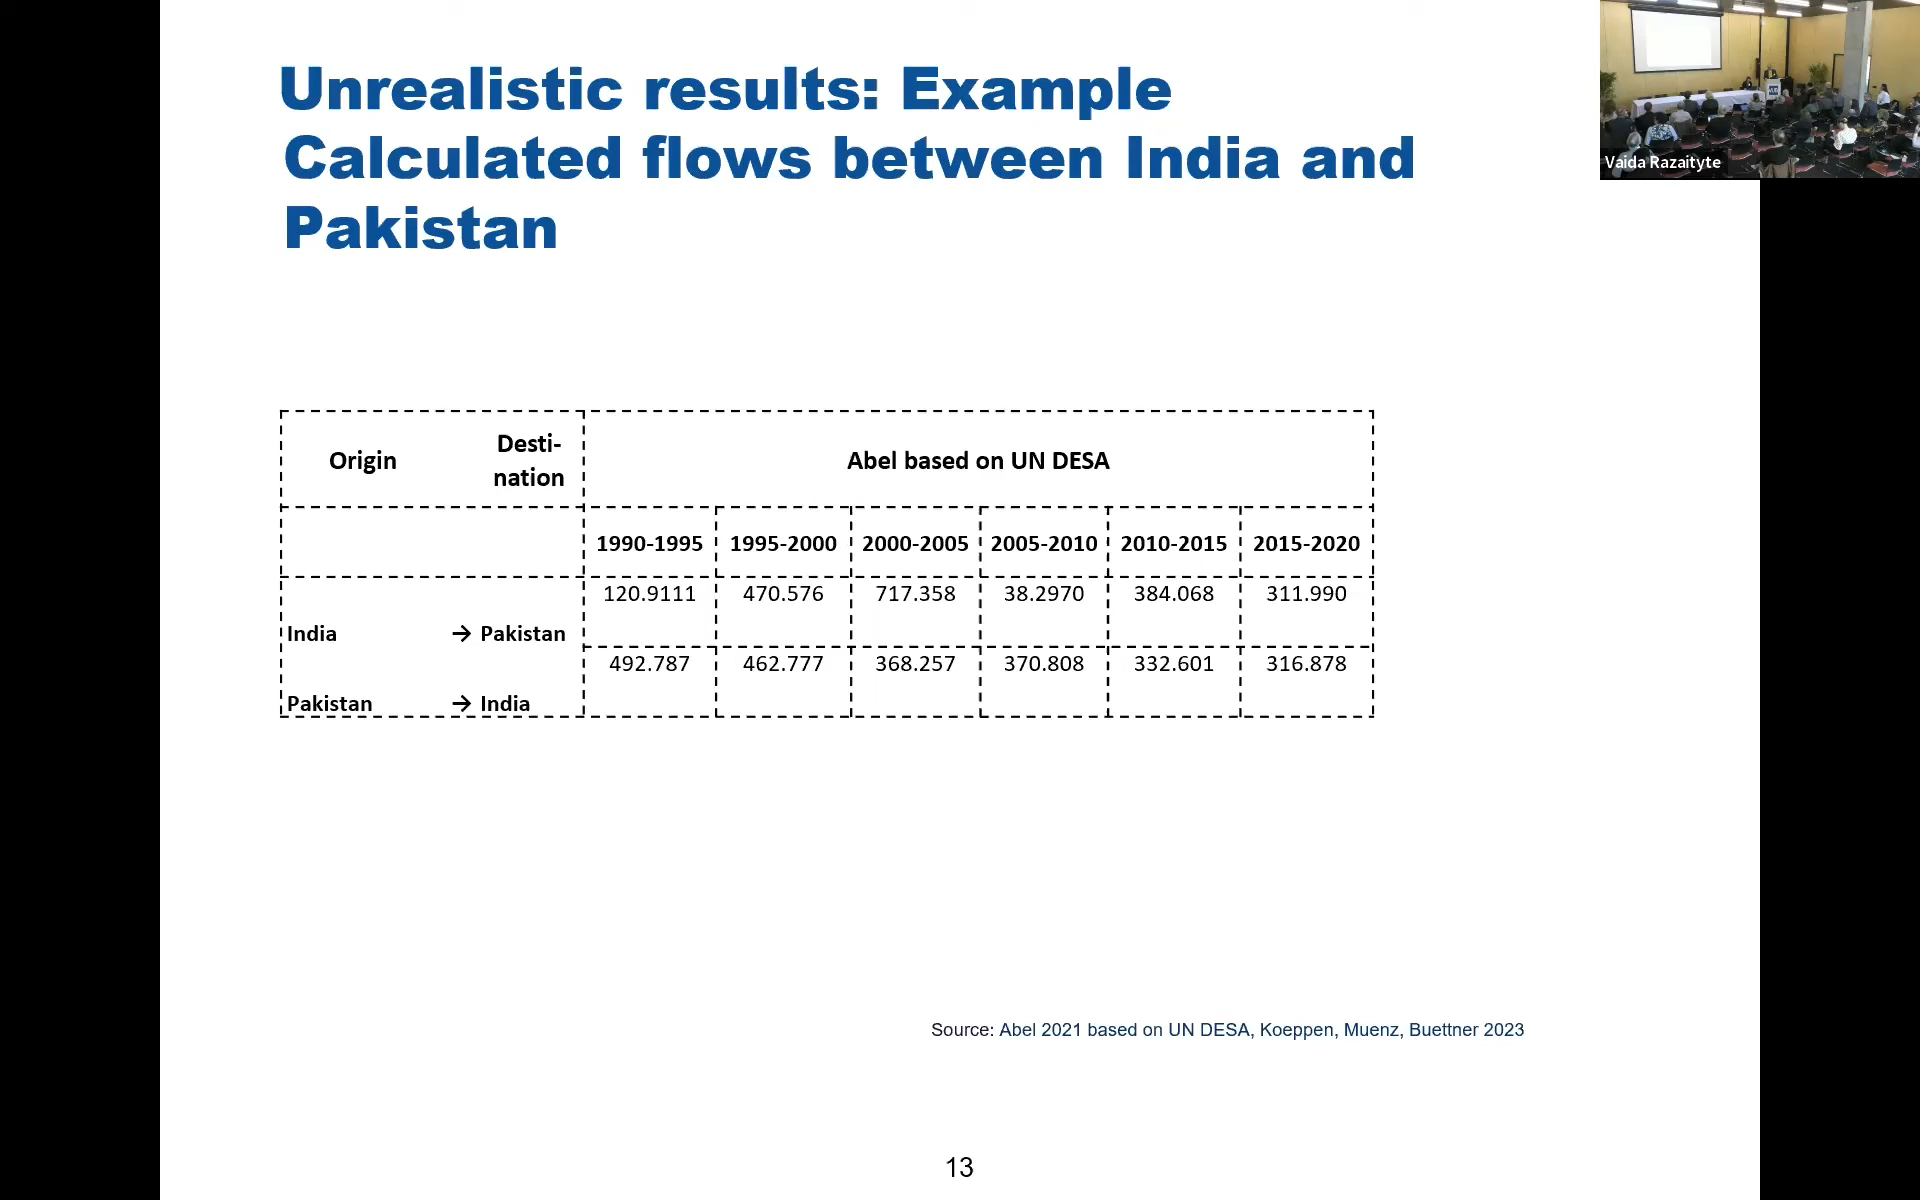 Unrealistic results: Example
Calculated flows between India and
Pakistan
Vaida Razaityte
Origin
Desti-
nation
Abel based on UN DESA
1990-1995 1995-2000 2000-2005 2005-2010 2010-2015 2015-2020
120.9111 470.576 717.358 38.2970 384.068 311.990
India → Pakistan
492.787 462.777 368.257 370.808 332.601 316.878
Pakistan → India
Source: Abel 2021 based on UN DESA, Koeppen, Muenz, Buettner 2023
13